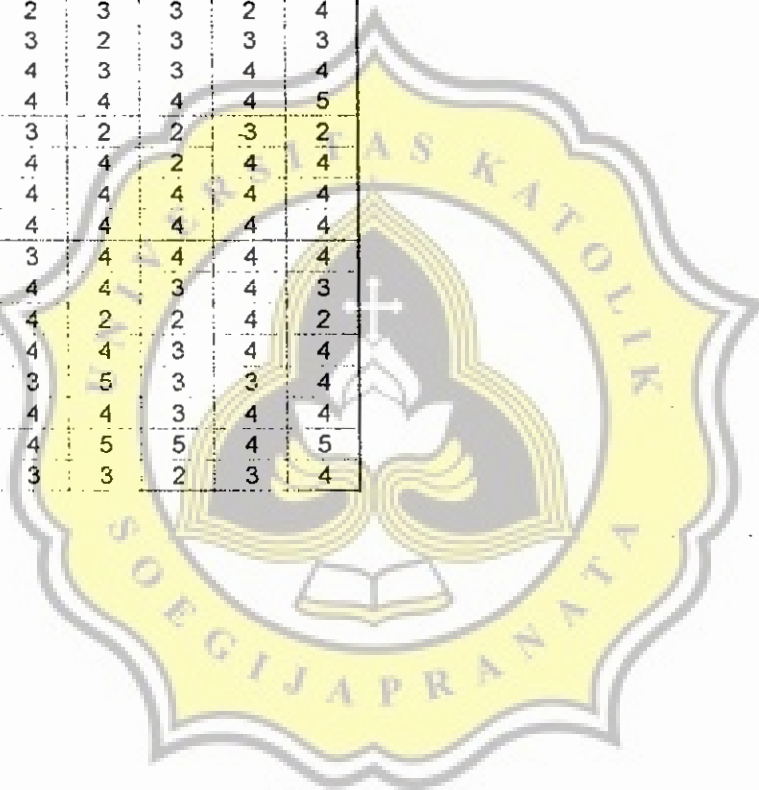 2 3 3 2 4
3 2 3 3 3
4 3 3 4 4
4 4 4 4 5
3 2 2 -3 2
4 4 2 4 4
4 4 4 4 4
4 4 4 4 4
3 4 4 4 4
4 4 3 4 3
4 2 2 4 2
4 4 3 4 4
3 5 3 3 4
4 4 3 4 4
4 5 5 4 5
3 3 2 3 4
UNIVERSITAS KATOLIK
SOEGIJAPRANATA